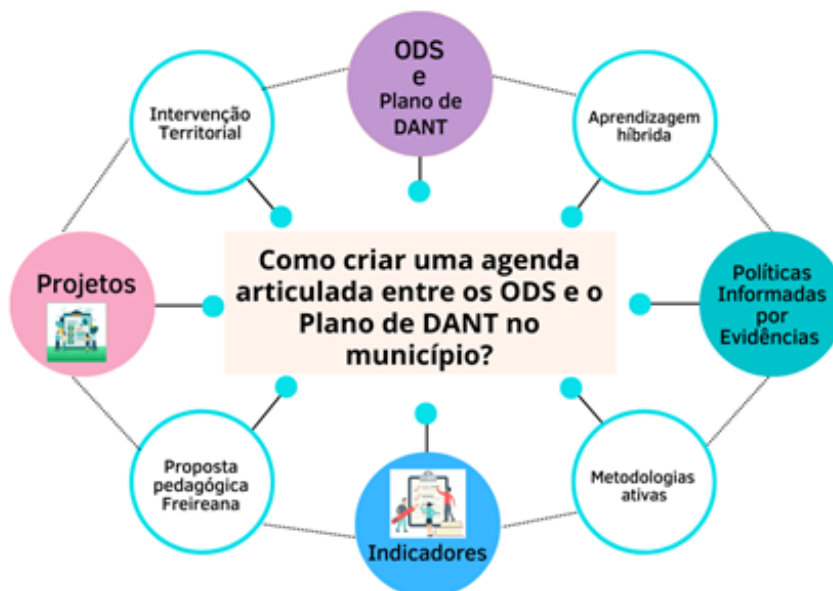 ODS
e
Plano de
DANT
Intervenção
Territorial
Aprendizagem
híbrida
Projetos
Como criar uma agenda
articulada entre os ODS e o
Plano de DANT no
município?
Políticas
Informadas
por
Evidências
Proposta
pedagógica
Freireana
Indicadores
Metodologias
ativas